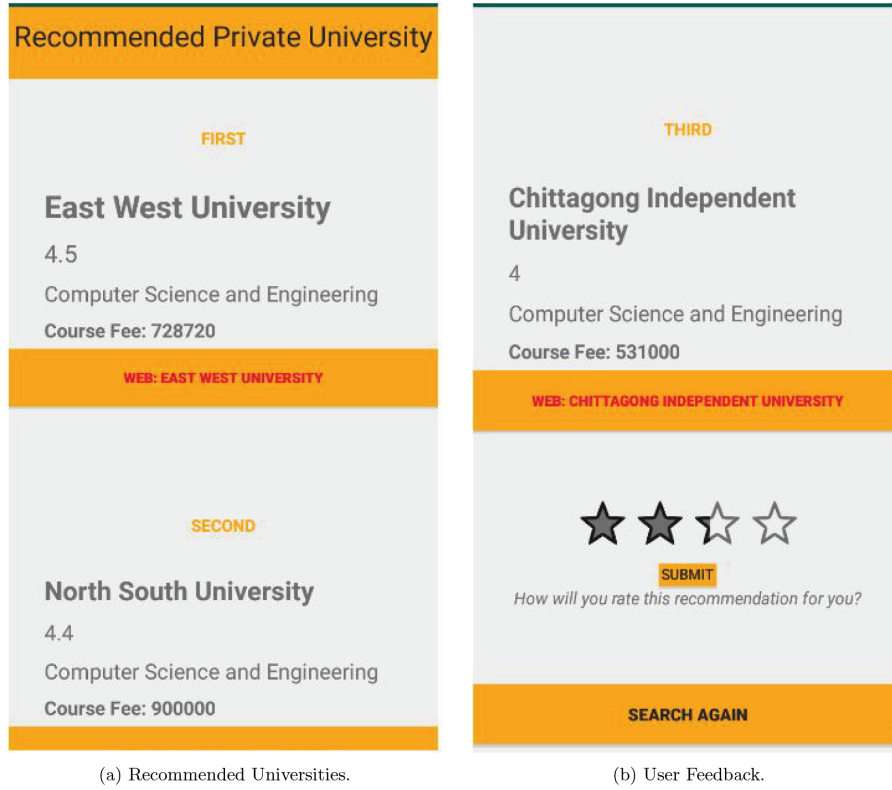 Recommended Private University
FIRST
East West University
4.5
Computer Science and Engineering
Course Fee: 728720
WEB: EAST WEST UNIVERSITY
SECOND
North South University
4.4
Computer Science and Engineering
Course Fee: 900000
(a) Recommended Universities.
THIRD
Chittagong Independent
University
4
Computer Science and Engineering
Course Fee: 531000
WEB: CHITTAGONG INDEPENDENT UNIVERSITY
SUBMIT
How will you rate this recommendation for you?
SEARCH AGAIN
(b) User Feedback.